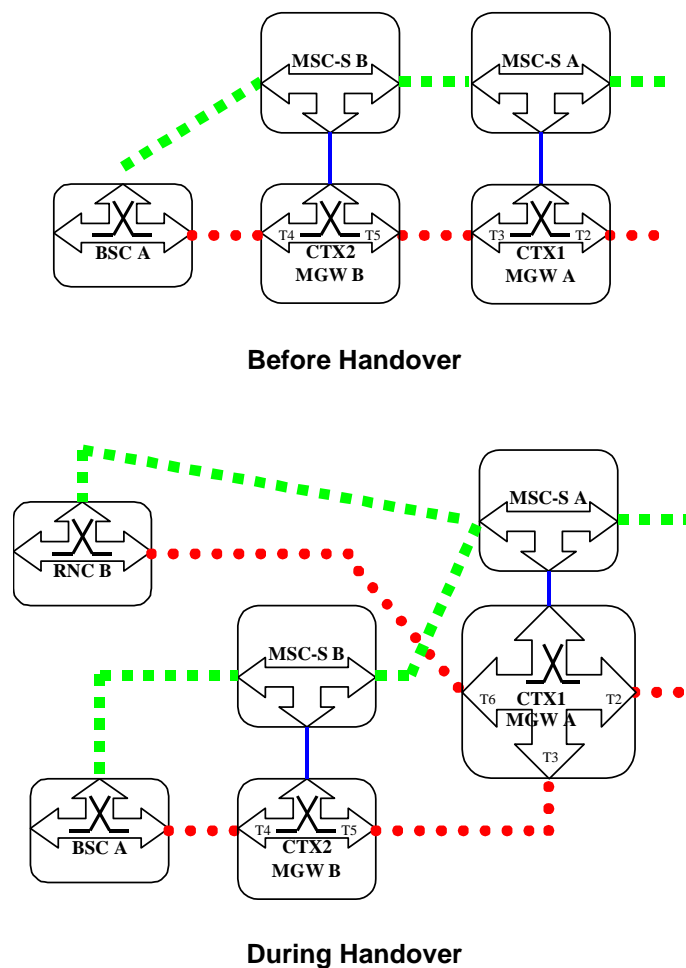 MSC-S B
MSC-S A
BSC A
T4
T5
CTX2
MGW B
T3
T2
CTX1
MGW A
Before Handover
MSC-S A
RNC B
MSC-S B
T6
CTX1
T2
MGW A
T3
BSC A
T4
T5
CTX2
MGW B
During Handover